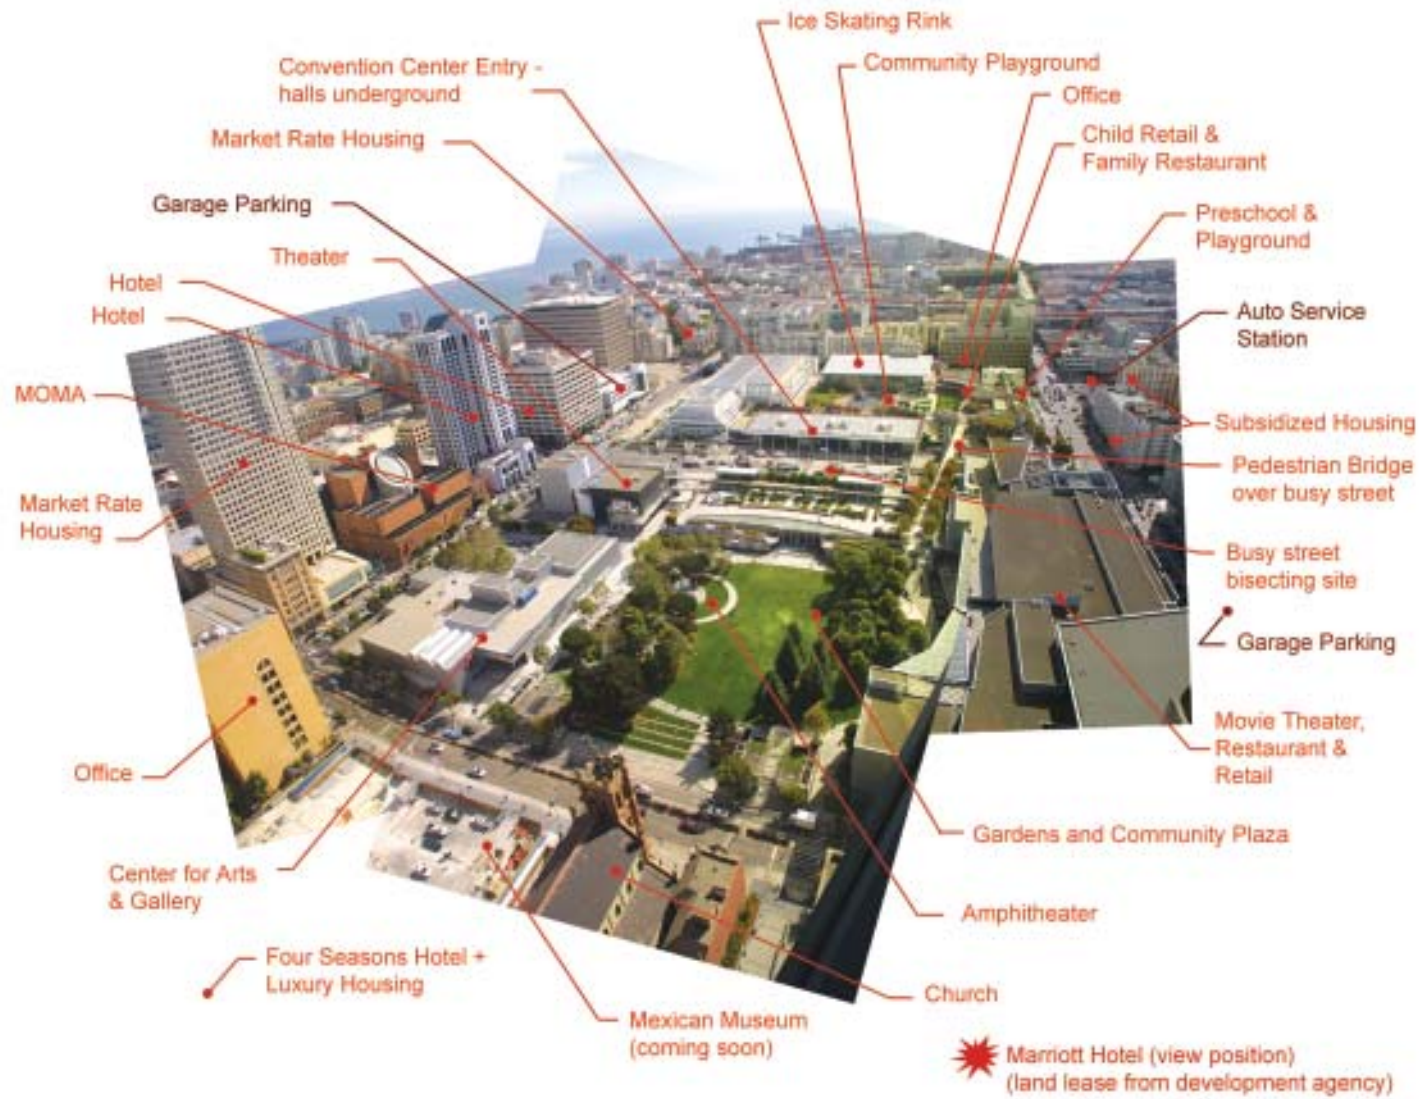 Ice Skating Rink
Convention Center Entry -
halls underground
Community Playground
Office
Market Rate Housing
Child Retail &
Family Restaurant
Garage Parking
Preschool &
Playground
Theater
Hotel
Hotel
Auto Service
Station
MOMA
Subsidized Housing
Pedestrian Bridge
over busy street
Market Rate
Housing
Busy street
bisecting site
Garage Parking
Movie Theater,
Restaurant &
Retail
Office
Gardens and Community Plaza
Center for Arts
& Gallery
Amphitheater
Four Seasons Hotel +
Luxury Housing
Church
Mexican Museum
(coming soon)
Marriott Hotel (view position)
(land lease from development agency)